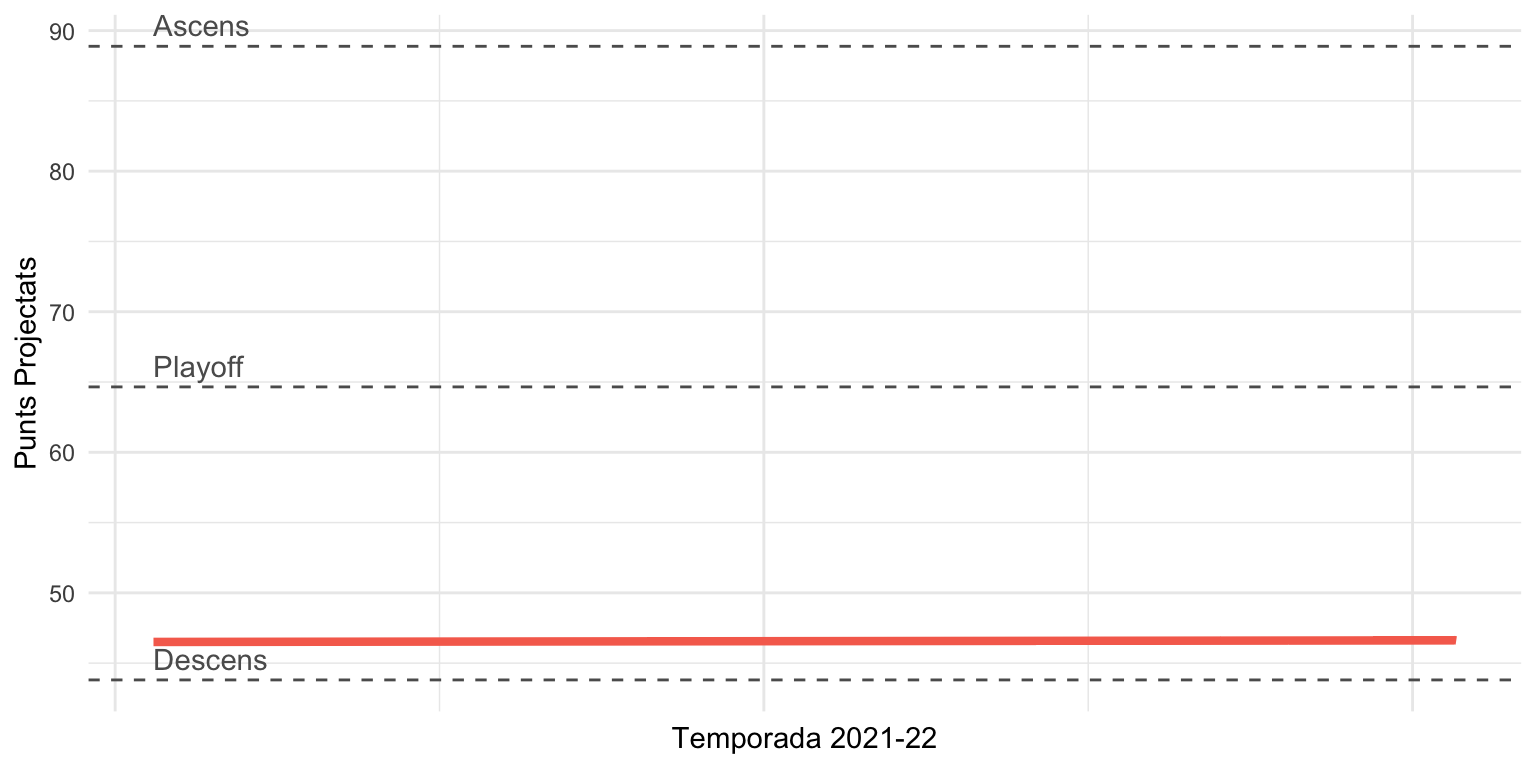 Ascens
90
80
70
Playoff
60
50
Descens
Punts Projectats
Temporada 2021-22